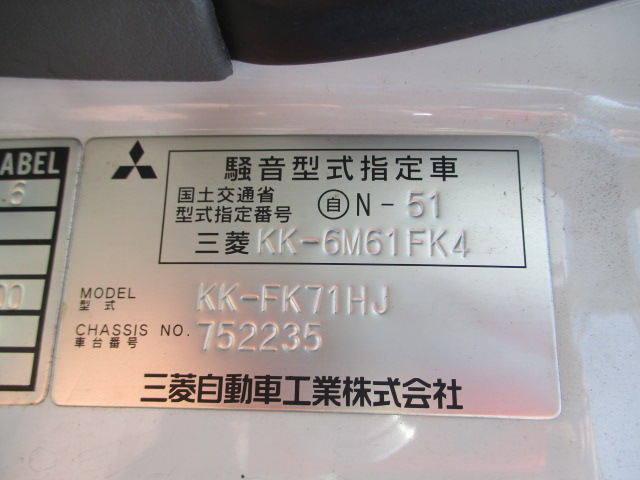 ABEL
.6
00
騒音型式指定車
国土交通省
型式指定番号 自 N - 51
三菱 KK-6M61FK4
MODEL
型式 KK-FK71HJ
CHASSIS NO.
車台番号 752235
三菱自動車工業株式会社